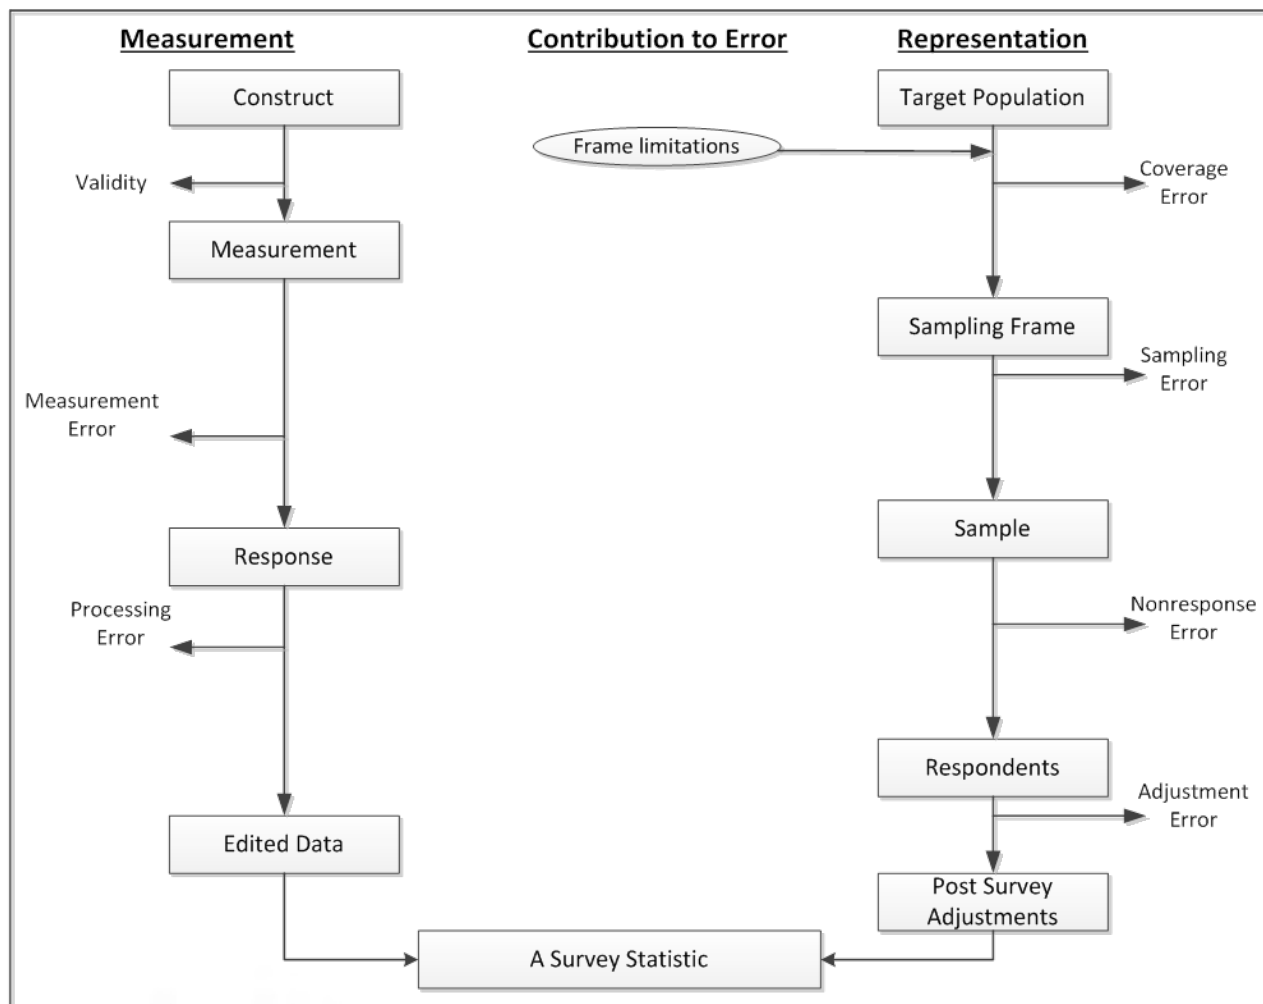 Measurement
Contribution to Error
Representation
Construct
Target Population
Frame limitations
Validity
Coverage
Error
Measurement
Sampling Frame
Sampling
Error
Measurement
Error
Sample
Response
Processing
Error
Nonresponse
Error
Respondents
Adjustment
Error
Edited Data
Post Survey
Adjustments
A Survey Statistic